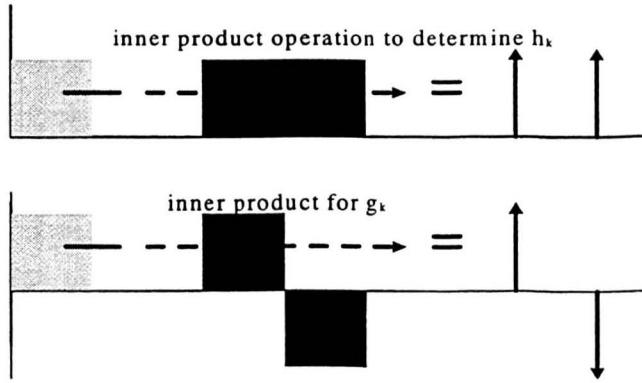 inner product operation to determine hₖ
=
inner product for gₖ
=